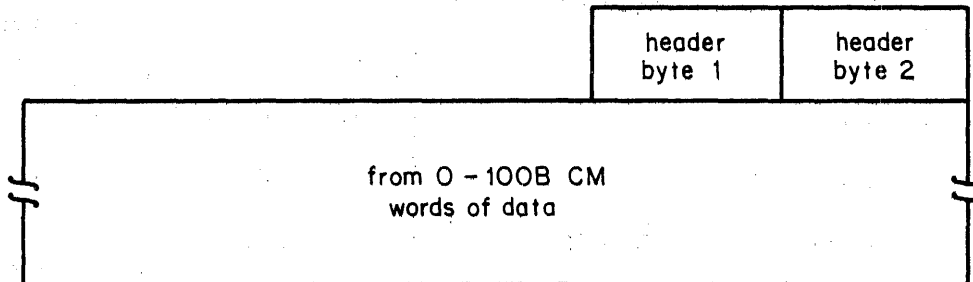 header
byte 1
header
byte 2
from 0 - 100B CM
words of data